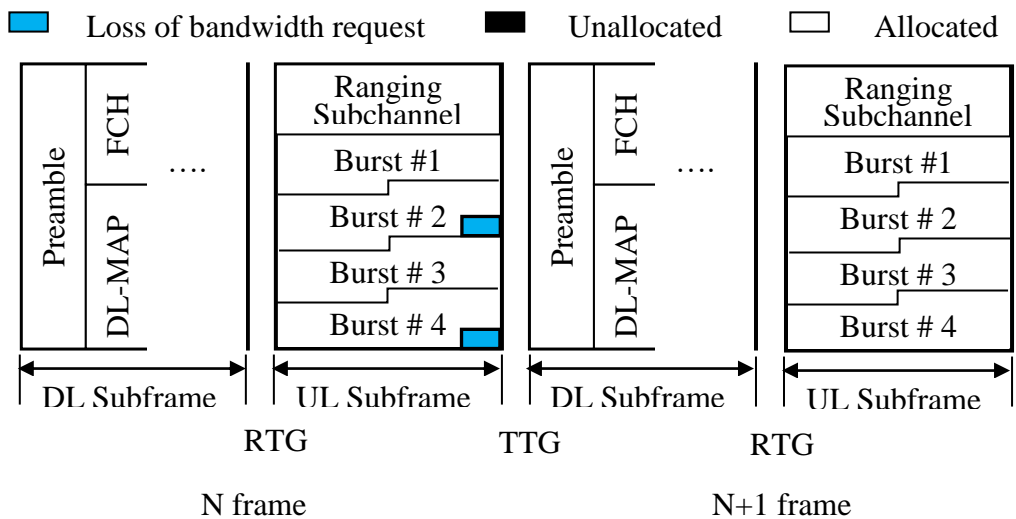 Loss of bandwidth request
Unallocated
Allocated
Preamble
FCH
DL-MAP
....
Ranging
Subchannel
Burst #1
Burst # 2
Burst # 3
Burst # 4
Preamble
FCH
DL-MAP
....
Ranging
Subchannel
Burst #1
Burst # 2
Burst # 3
Burst # 4
DL Subframe
UL Subframe
DL Subframe
UL Subframe
RTG
TTG
RTG
N frame
N+1 frame